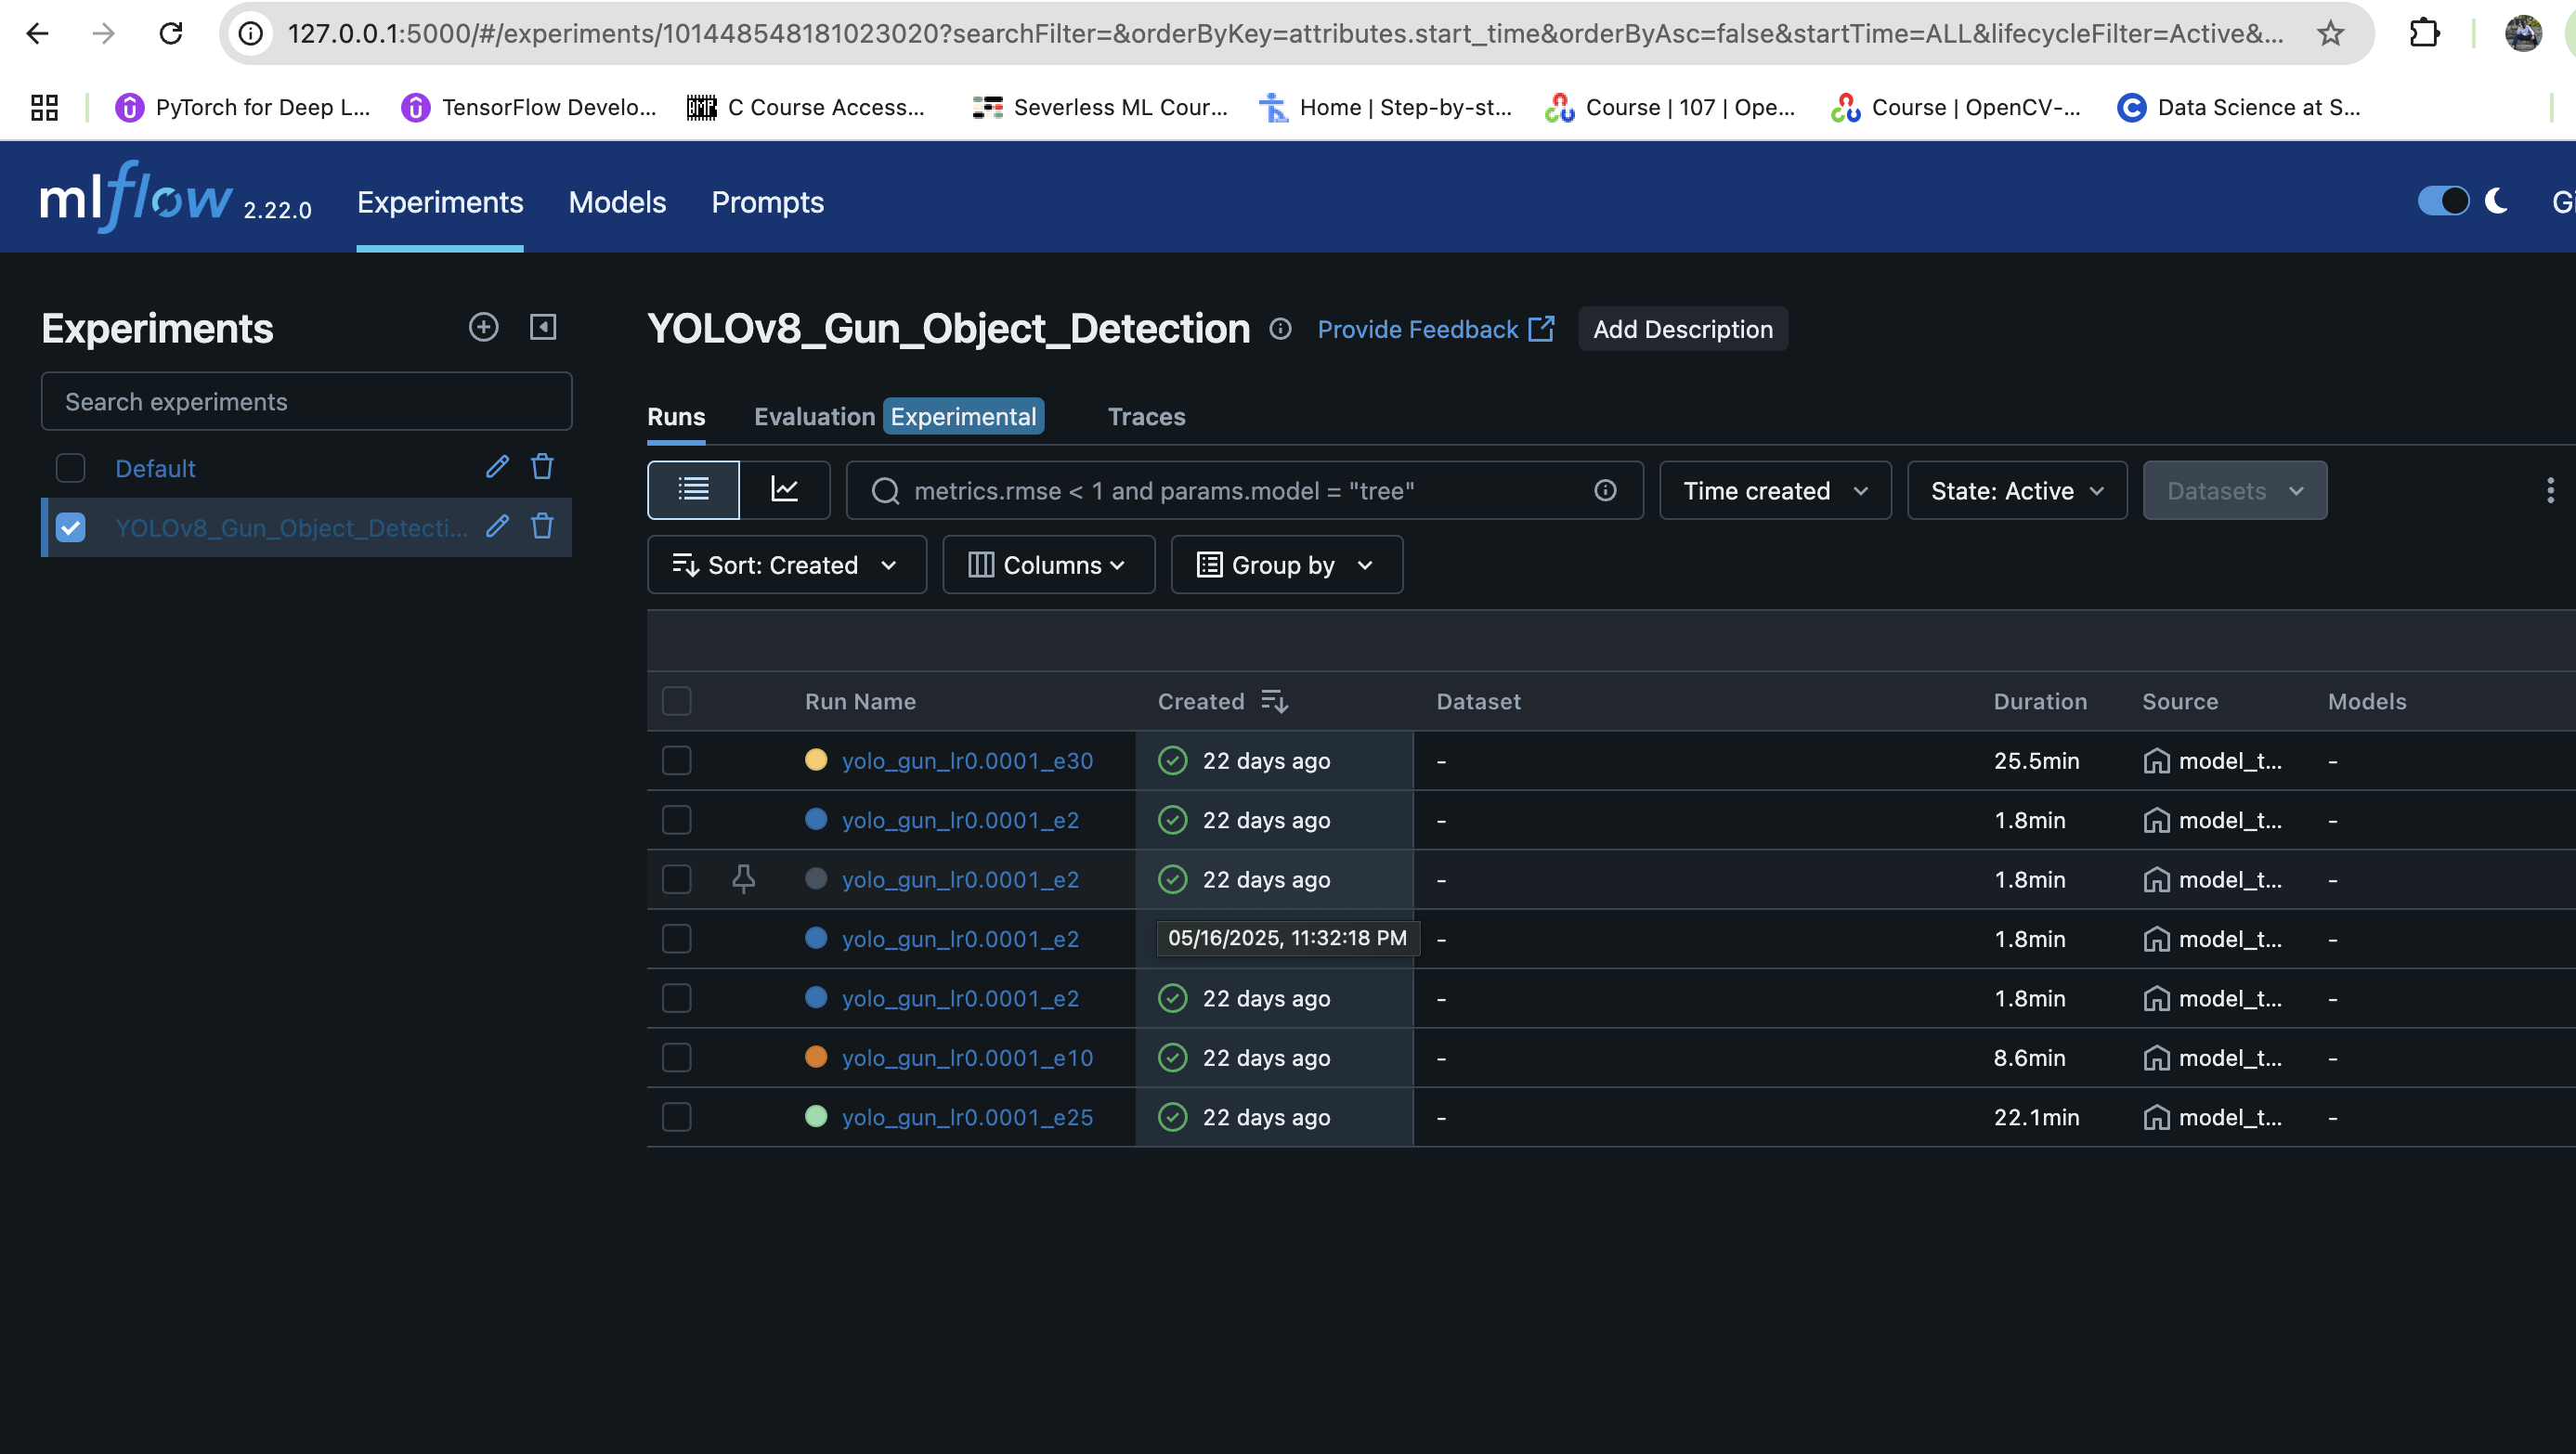 127.0.0.1:5000/#/experiments/101448548181023020?searchFilter=&orderByKey=attributes.start_time&orderByAsc=false&startTime=ALL&lifecycleFilter=Active&...
PyTorch for Deep L... TensorFlow Develo... C Course Access... Severless ML Cour... Home | Step-by-st... Course | 107 | Ope... Course | OpenCV-... Data Science at S...
mlflow 2.22.0 Experiments Models Prompts
Experiments
Search experiments
Default
YOLOv8_Gun_Object_Detecti...
YOLOv8_Gun_Object_Detection Provide Feedback Add Description
Runs Evaluation Experimental Traces
metrics.rmse < 1 and params.model = "tree" Time created State: Active Datasets
Sort: Created Columns Group by
Run Name Created Dataset Duration Source Models
yolo_gun_lr0.0001_e30 22 days ago - 25.5min model_t... -
yolo_gun_lr0.0001_e2 22 days ago - 1.8min model_t... -
yolo_gun_lr0.0001_e2 22 days ago - 1.8min model_t... -
yolo_gun_lr0.0001_e2 05/16/2025, 11:32:18 PM - 1.8min model_t... -
yolo_gun_lr0.0001_e2 22 days ago - 1.8min model_t... -
yolo_gun_lr0.0001_e10 22 days ago - 8.6min model_t... -
yolo_gun_lr0.0001_e25 22 days ago - 22.1min model_t... -